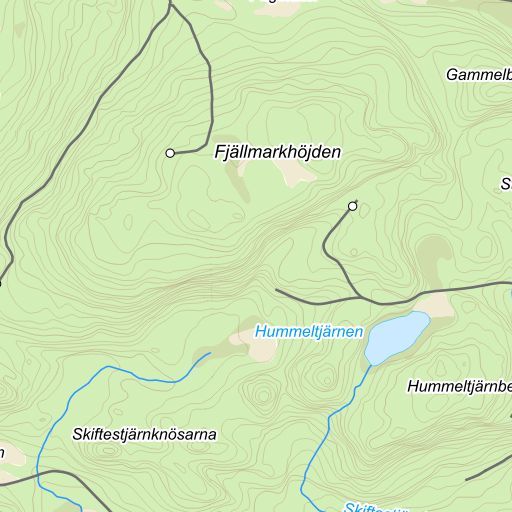 Gammelb
Fjällmarkhöjden
S
Hummeltjärnen
Hummeltjärnbe
Skiftestjärnknösarna
n